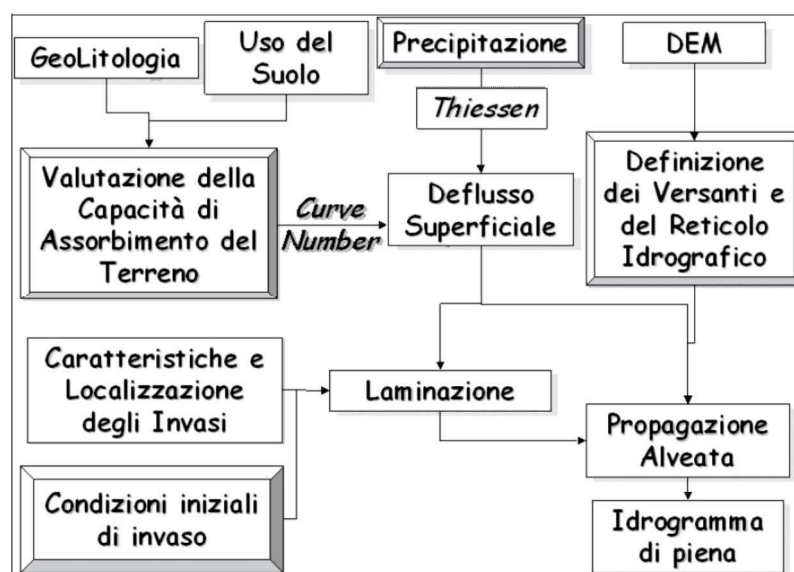 GeoLitologia
Uso del
Suolo
Precipitazione
DEM
Thiessen
Valutazione della
Capacità di
Assorbimento del
Terreno
Curve
Number
Deflusso
Superficiale
Definizione
dei Versanti e
del Reticolo
Idrografico
Caratteristiche e
Localizzazione
degli Invasi
Laminazione
Propagazione
Alveata
Condizioni iniziali
di invaso
Idrogramma
di piena